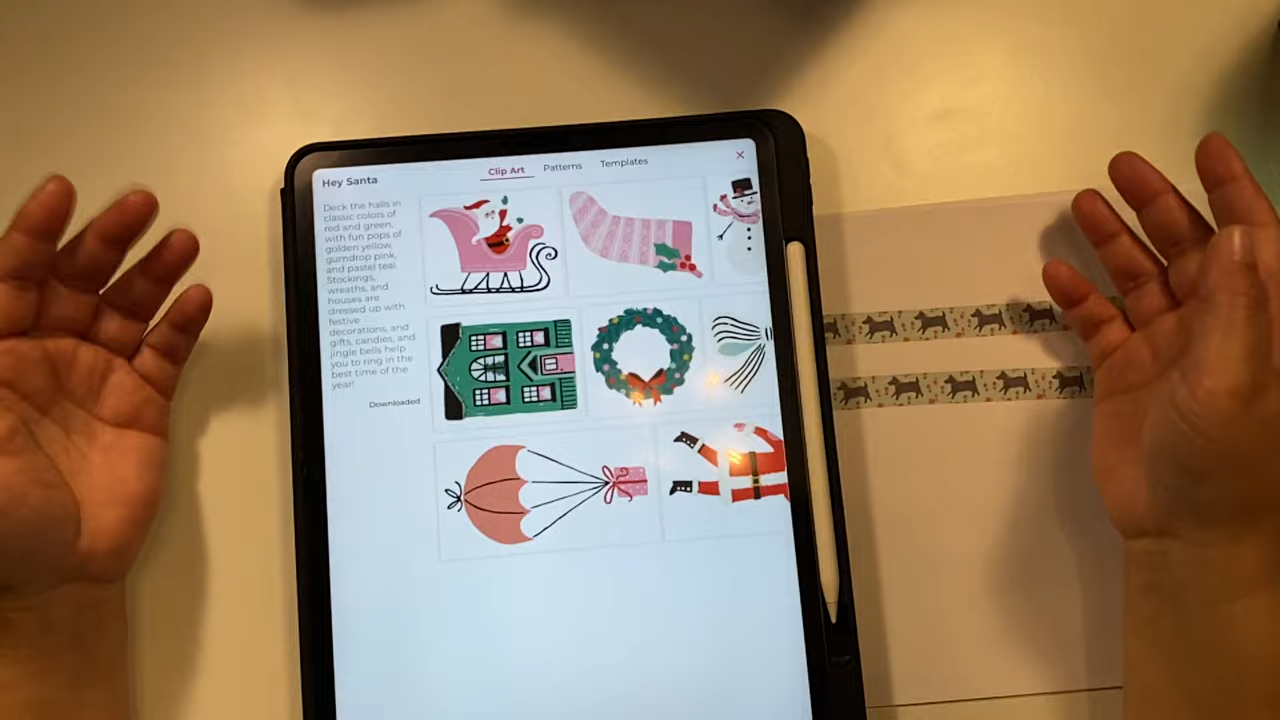 Hey Santa
Clip Art
Patterns
Templates
Deck the halls in
classic colors of
red and green,
with fun pops of
golden yellow,
gumdrop pink,
and pastel teal.
Stockings,
wreaths, and
houses are
dressed up with
festive
decorations, and
gifts, candies, and
jingle bells help
you to ring in the
best time of the
year!
Downloaded